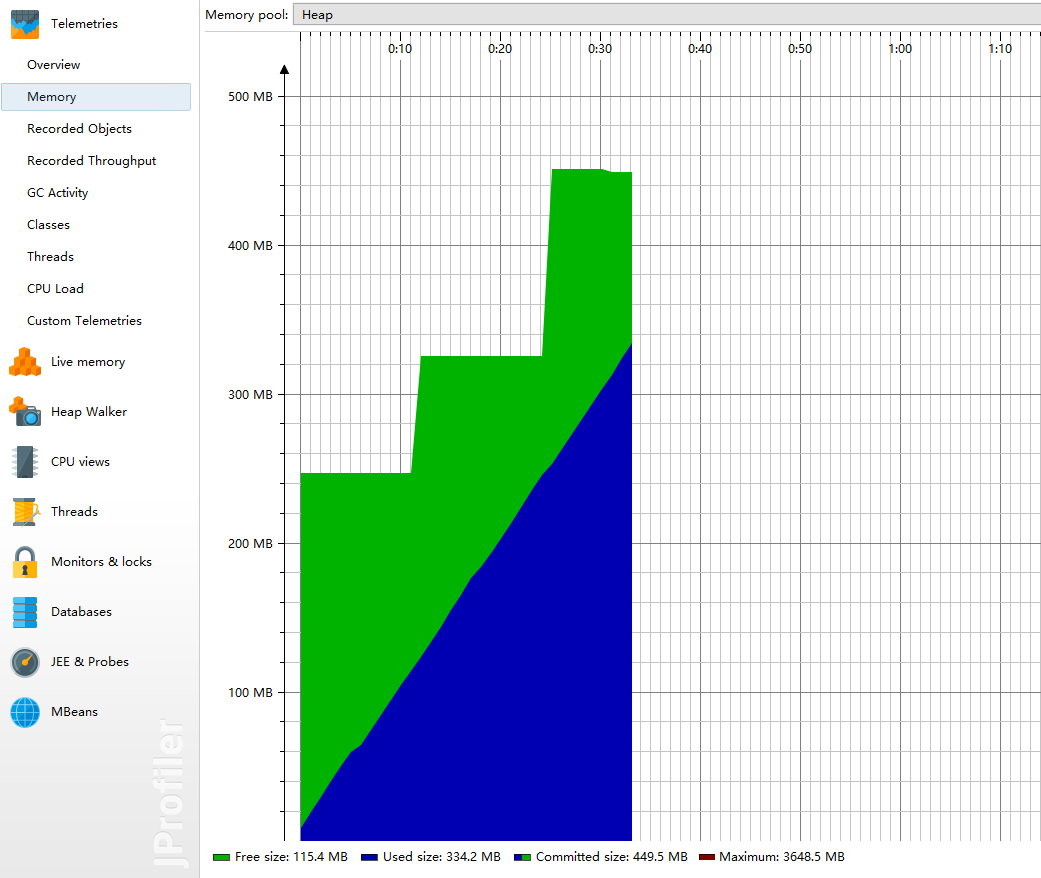 Telemetries
Overview
Memory
Recorded Objects
Recorded Throughput
GC Activity
Classes
Threads
CPU Load
Custom Telemetries
Live memory
Heap Walker
CPU views
Threads
Monitors & locks
Databases
JEE & Probes
MBeans
JProfiler
Memory pool: Heap
0:10 0:20 0:30 0:40 0:50 1:00 1:10
500 MB
400 MB
300 MB
200 MB
100 MB
Free size: 115.4 MB Used size: 334.2 MB Committed size: 449.5 MB Maximum: 3648.5 MB